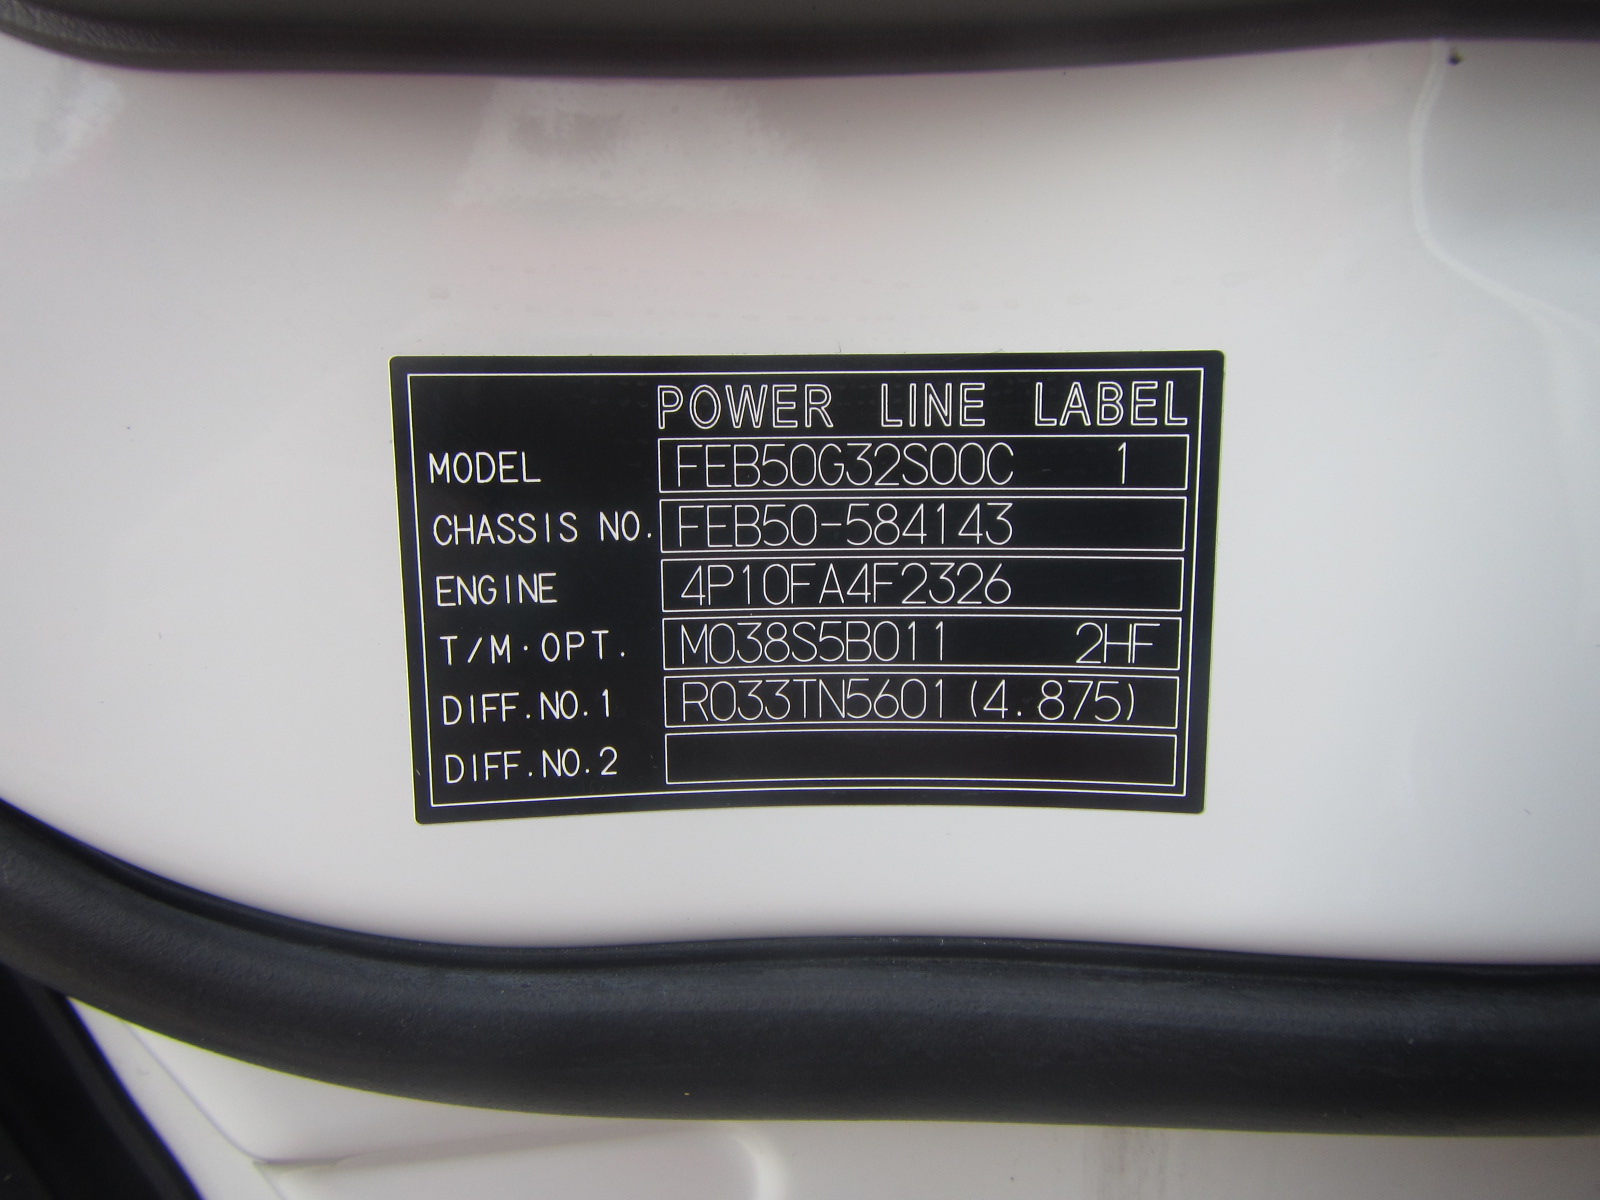 POWER LINE LABEL
MODEL FEB50G32S00C 1
CHASSIS NO. FEB50-584143
ENGINE 4P10FA4F2326
T/M·OPT. M038S5B011 2HF
DIFF.NO.1 R033TN5601(4.875)
DIFF.NO.2